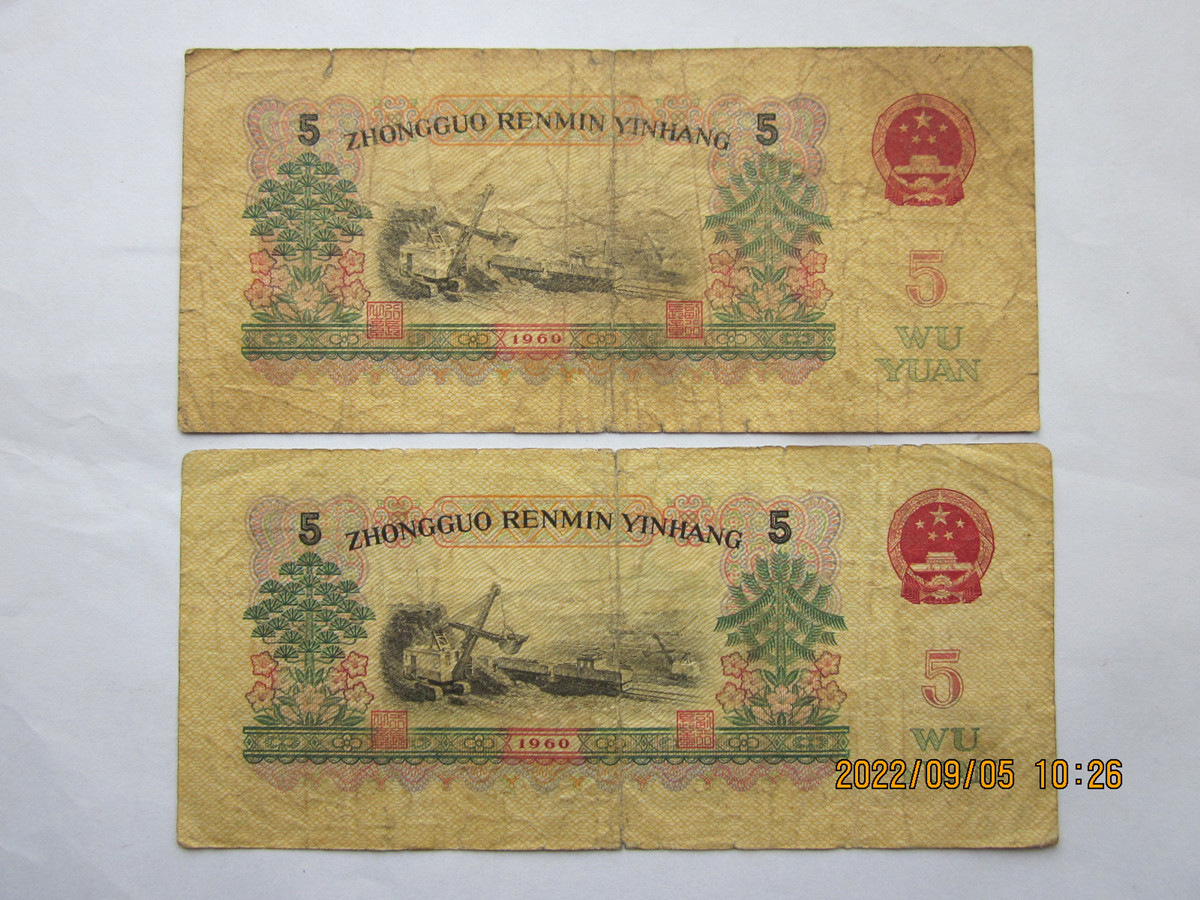 5 ZHONGGUO RENMIN YINHANG 5
5
WU
YUAN
1960
5 ZHONGGUO RENMIN YINHANG 5
5
WU
1960
2022/09/05 10:26